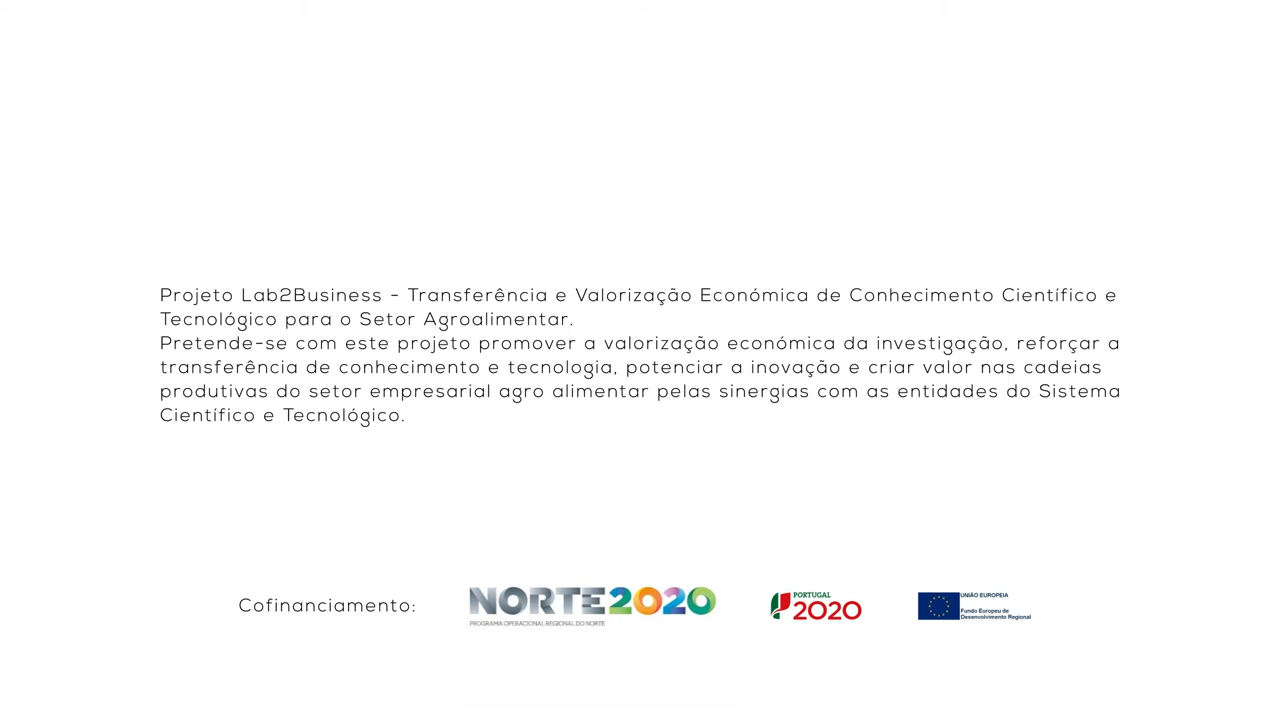 Projeto Lab2Business - Transferência e Valorização Económica de Conhecimento Científico e
Tecnológico para o Setor Agroalimentar.
Pretende-se com este projeto promover a valorização económica da investigação, reforçar a
transferência de conhecimento e tecnologia, potenciar a inovação e criar valor nas cadeias
produtivas do setor empresarial agro alimentar pelas sinergias com as entidades do Sistema
Científico e Tecnológico.
Cofinanciamento:
NORTE2020
PROGRAMA OPERACIONAL REGIONAL DO NORTE
PORTUGAL
2020
UNIÃO EUROPEIA
Fundo Europeu de
Desenvolvimento Regional